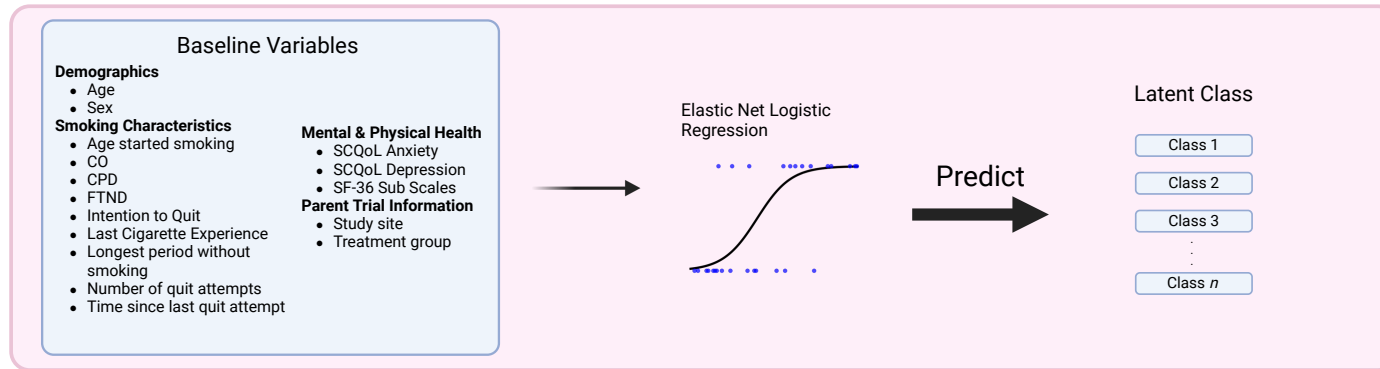 Baseline Variables
Demographics
• Age
• Sex
Smoking Characteristics
• Age started smoking
• CO
• CPD
• FTND
• Intention to Quit
• Last Cigarette Experience
• Longest period without
smoking
• Number of quit attempts
• Time since last quit attempt
Mental & Physical Health
• SCQoL Anxiety
• SCQoL Depression
• SF-36 Sub Scales
Parent Trial Information
• Study site
• Treatment group
Elastic Net Logistic
Regression
Predict
Latent Class
Class 1
Class 2
Class 3
.
.
.
Class n